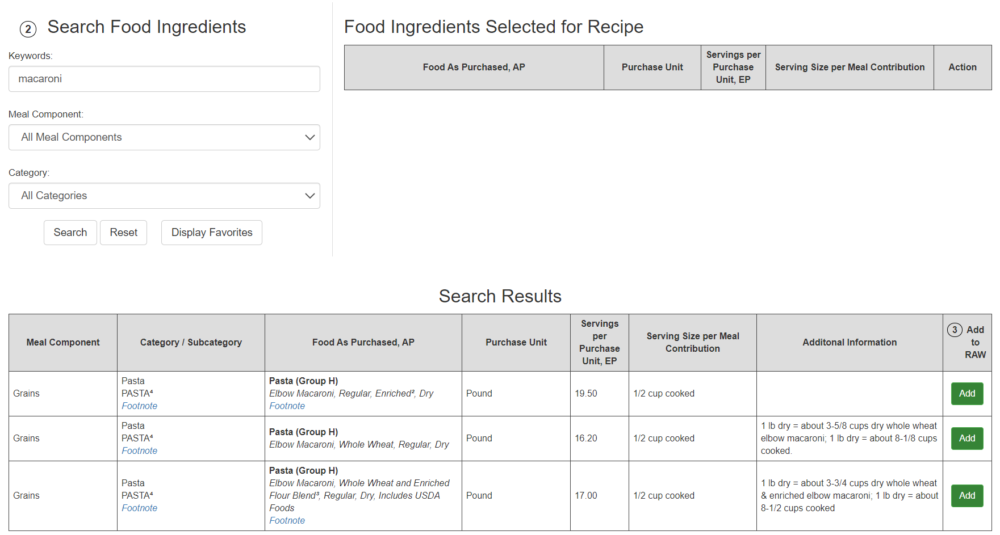 2 Search Food Ingredients
Keywords:
macaroni
Meal Component:
All Meal Components
Category:
All Categories
Search Reset Display Favorites
Food Ingredients Selected for Recipe
Food As Purchased, AP
Purchase Unit
Servings per
Purchase
Unit, EP
Serving Size per Meal Contribution
Action
Search Results
Meal Component
Category / Subcategory
Food As Purchased, AP
Purchase Unit
Servings
per
Purchase
Unit, EP
Serving Size per Meal
Contribution
Additonal Information
3 Add
to
RAW
Grains
Pasta
PASTA⁴
Footnote
Pasta (Group H)
Elbow Macaroni, Regular, Enriched², Dry
Footnote
Pound
19.50
1/2 cup cooked
Add
Grains
Pasta
PASTA⁴
Footnote
Pasta (Group H)
Elbow Macaroni, Whole Wheat, Regular, Dry
Pound
16.20
1/2 cup cooked
1 lb dry = about 3-5/8 cups dry whole wheat
elbow macaroni; 1 lb dry = about 8-1/8 cups
cooked.
Add
Grains
Pasta
PASTA⁴
Footnote
Pasta (Group H)
Elbow Macaroni, Whole Wheat and Enriched
Flour Blend³, Regular, Dry, Includes USDA
Foods
Footnote
Pound
17.00
1/2 cup cooked
1 lb dry = about 3-3/4 cups dry whole wheat
& enriched elbow macaroni; 1 lb dry = about
8-1/2 cups cooked
Add